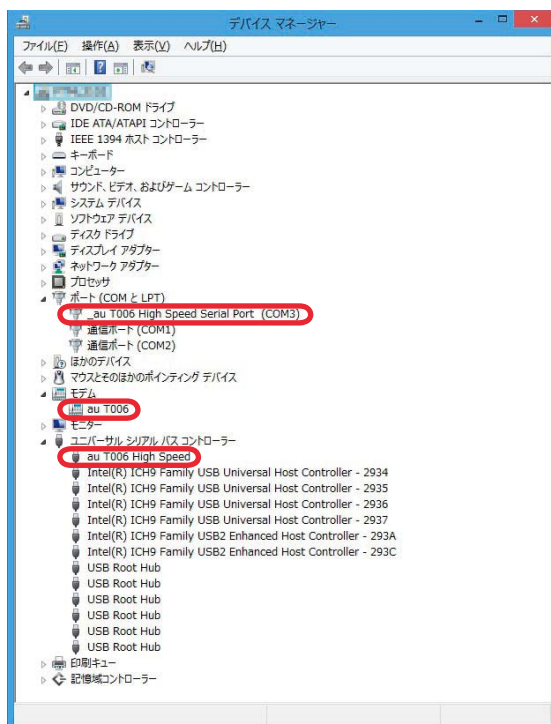 デバイス マネージャー
ファイル(F) 操作(A) 表示(V) ヘルプ(H)
DVD/CD-ROM ドライブ
IDE ATA/ATAPI コントローラー
IEEE 1394 ホスト コントローラー
キーボード
コンピューター
サウンド、ビデオ、およびゲーム コントローラー
システム デバイス
ソフトウェア デバイス
ディスク ドライブ
ディスプレイ アダプター
ネットワーク アダプター
プロセッサ
ポート (COM と LPT)
_au T006 High Speed Serial Port (COM3)
通信ポート (COM1)
通信ポート (COM2)
ほかのデバイス
マウスとそのほかのポインティング デバイス
モデム
au T006
モニター
ユニバーサル シリアル バス コントローラー
au T006 High Speed
Intel(R) ICH9 Family USB Universal Host Controller - 2934
Intel(R) ICH9 Family USB Universal Host Controller - 2935
Intel(R) ICH9 Family USB Universal Host Controller - 2936
Intel(R) ICH9 Family USB Universal Host Controller - 2937
Intel(R) ICH9 Family USB2 Enhanced Host Controller - 293A
Intel(R) ICH9 Family USB2 Enhanced Host Controller - 293C
USB Root Hub
USB Root Hub
USB Root Hub
USB Root Hub
USB Root Hub
USB Root Hub
印刷キュー
記憶域コントローラー